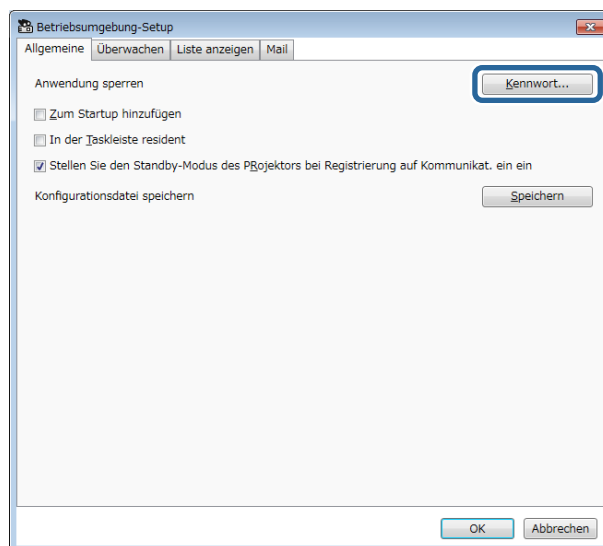 Betriebsumgebung-Setup
Allgemeine Überwachen Liste anzeigen Mail
Anwendung sperren Kennwort...
Zum Startup hinzufügen
In der Taskleiste resident
Stellen Sie den Standby-Modus des PRojektors bei Registrierung auf Kommunikat. ein ein
Konfigurationsdatei speichern Speichern
OK Abbrechen